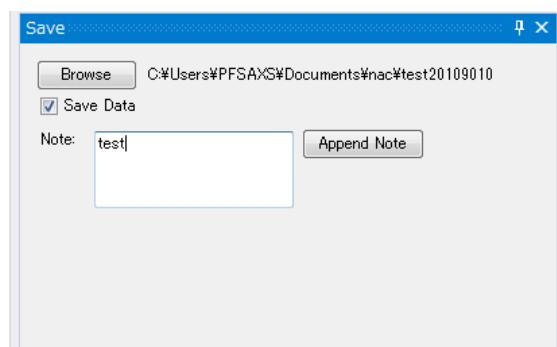 Save
Browse C:¥Users¥PFSAXS¥Documents¥nac¥test20109010
Save Data
Note: test Append Note